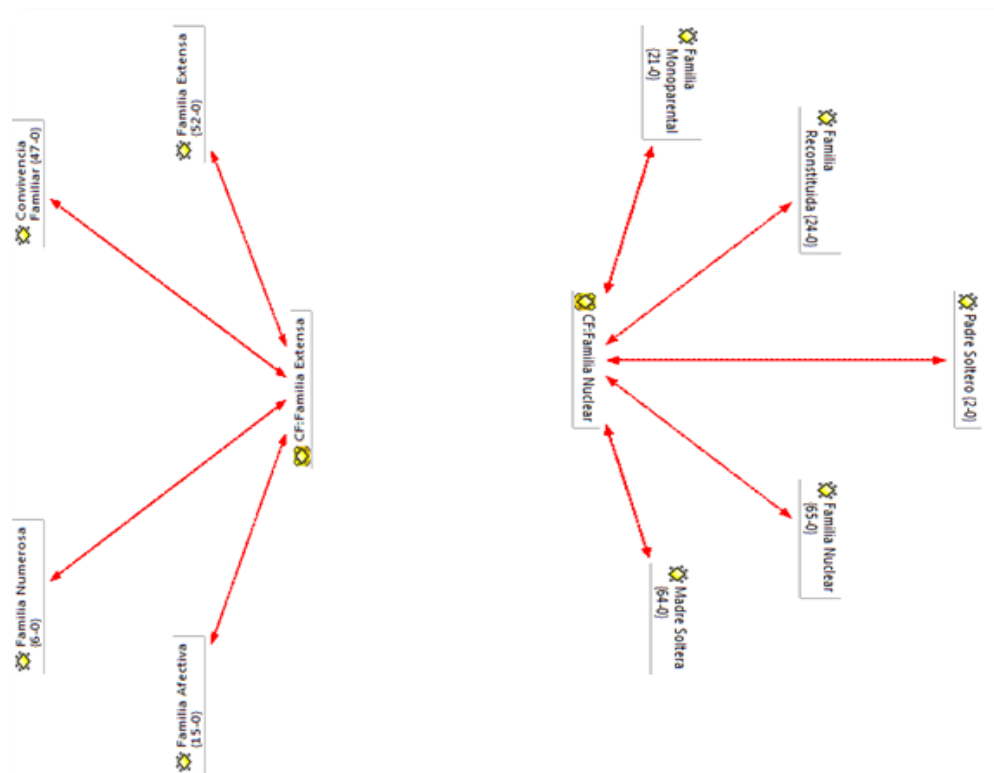 Familia Extensa
{52-0}
Convivencia
Familiar {47-0}
CF:Familia Extensa
Familia Numerosa
{6-0}
Familia Afectiva
{15-0}
Familia
Monoparental
{21-0}
Familia
Reconstituida {24-0}
Padre Soltero {2-0}
CF:Familia Nuclear
Familia Nuclear
{65-0}
Madre Soltera
{64-0}